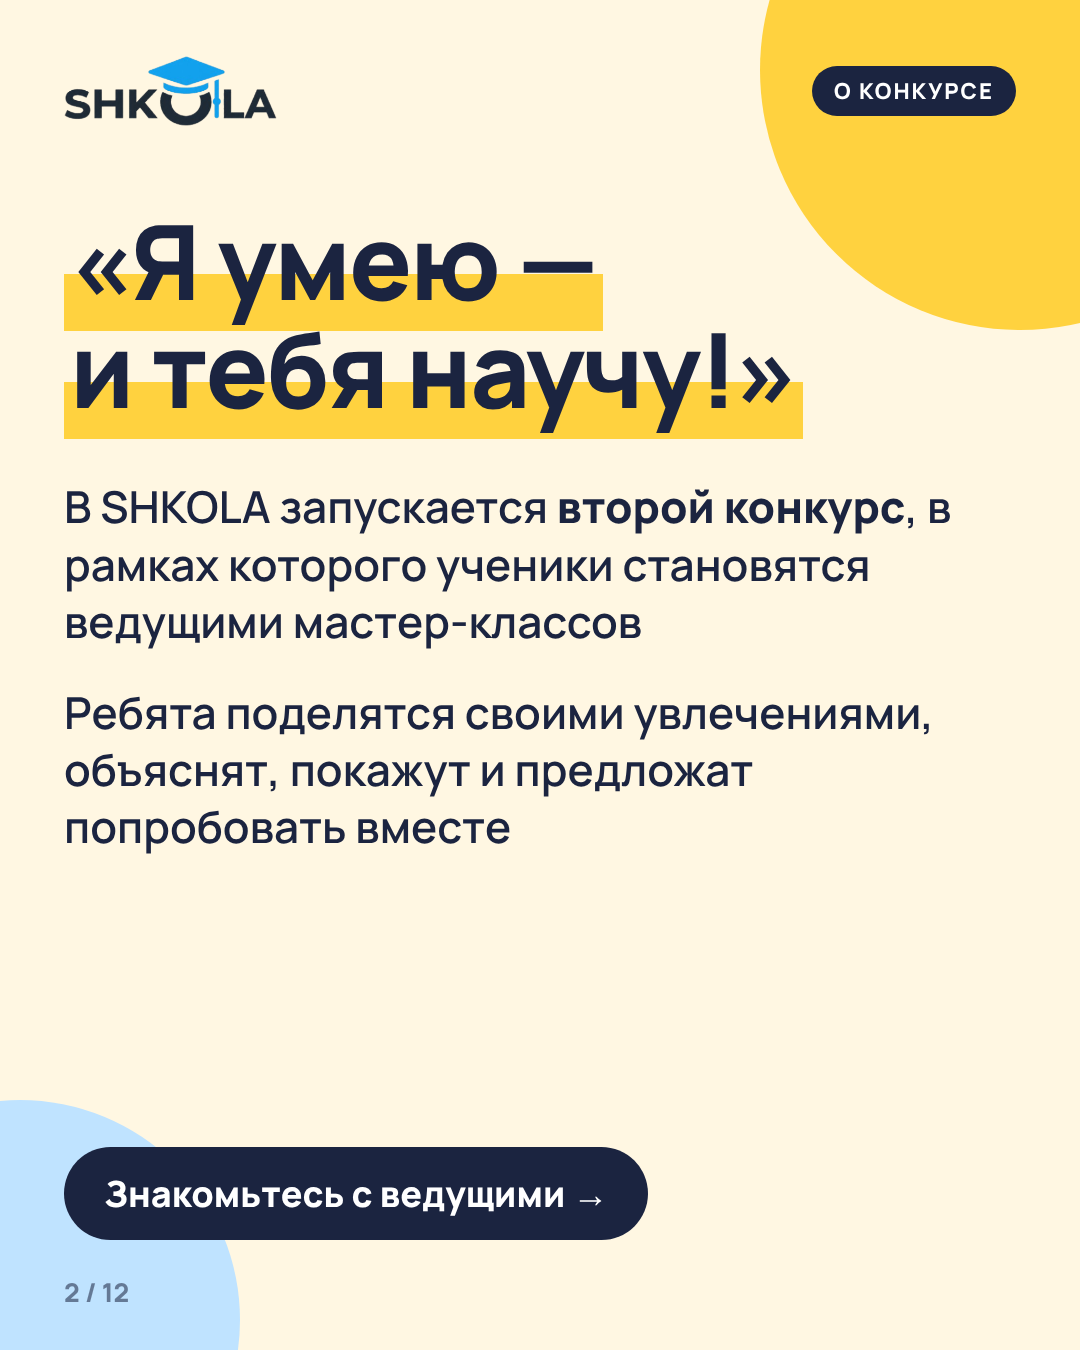 SHKOLA
О КОНКУРСЕ
«Я умею —
и тебя научу!»
В SHKOLA запускается второй конкурс, в
рамках которого ученики становятся
ведущими мастер-классов
Ребята поделятся своими увлечениями,
объяснят, покажут и предложат
попробовать вместе
Знакомьтесь с ведущими →
2 / 12